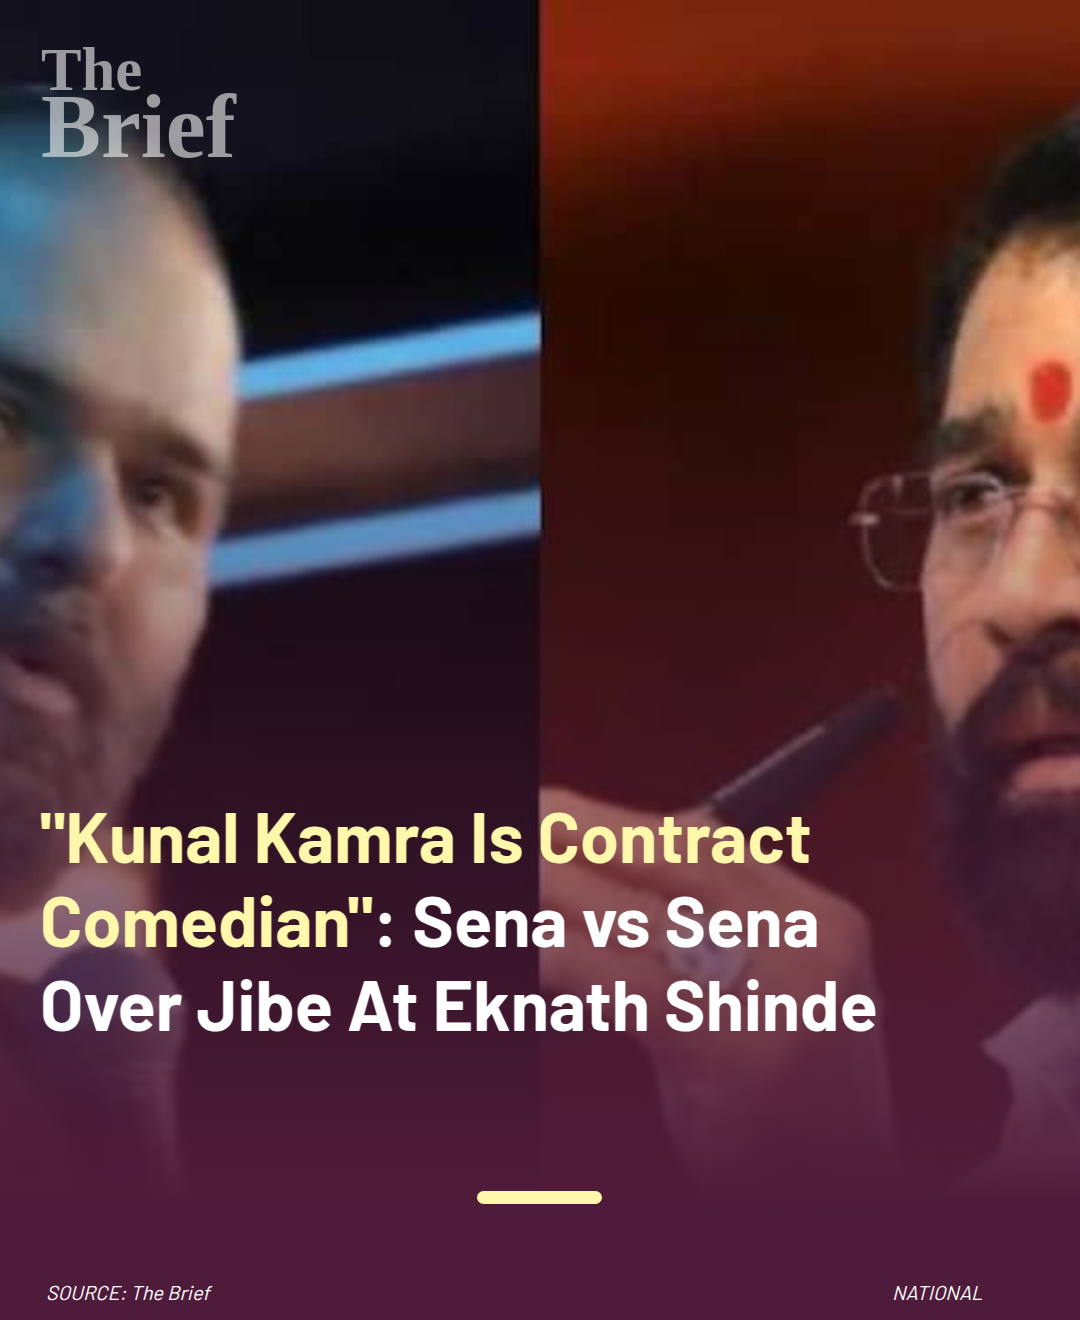 The
Brief
"Kunal Kamra Is Contract
Comedian": Sena vs Sena
Over Jibe At Eknath Shinde
SOURCE: The Brief
NATIONAL